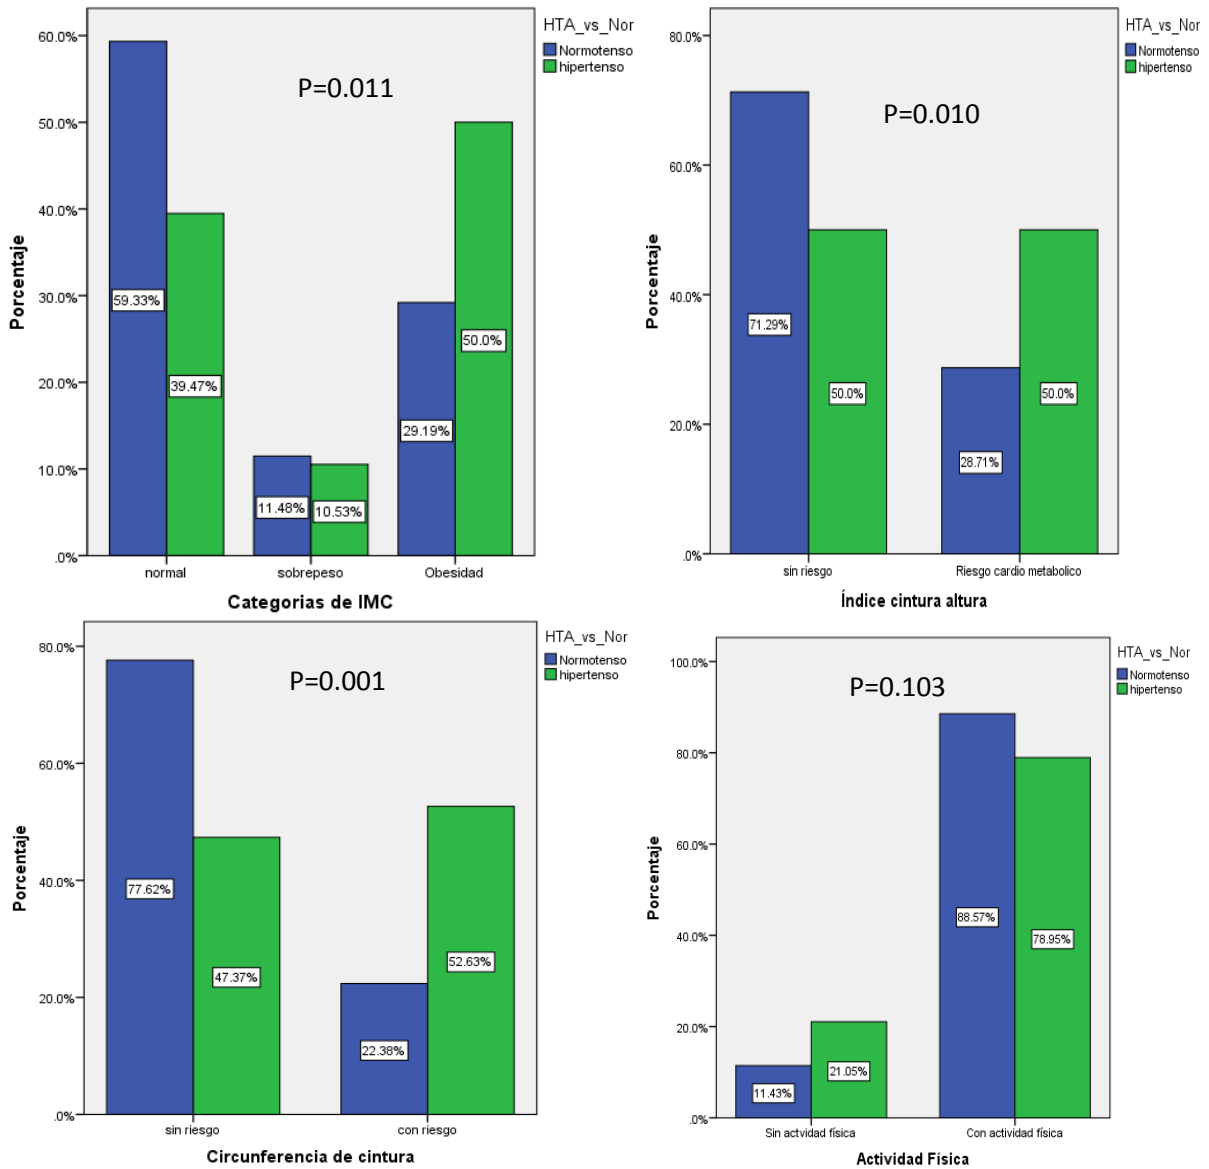 HTA_vs_Nor
Normotenso
hipertenso
P=0.011
60.0%
50.0%
40.0%
30.0%
20.0%
10.0%
.0%
Porcentaje
59.33%
39.47%
11.48%
10.53%
29.19%
50.0%
normal
sobrepeso
Obesidad
Categorias de IMC
HTA_vs_Nor
Normotenso
hipertenso
P=0.010
80.0%
60.0%
40.0%
20.0%
.0%
Porcentaje
71.29%
50.0%
28.71%
50.0%
sin riesgo
Riesgo cardio metabolico
Índice cintura altura
HTA_vs_Nor
Normotenso
hipertenso
P=0.001
80.0%
60.0%
40.0%
20.0%
.0%
Porcentaje
77.62%
47.37%
22.38%
52.63%
sin riesgo
con riesgo
Circunferencia de cintura
HTA_vs_Nor
Normotenso
hipertenso
P=0.103
100.0%
80.0%
60.0%
40.0%
20.0%
.0%
Porcentaje
11.43%
21.05%
88.57%
78.95%
Sin actvidad física
Con actividad física
Actividad Física